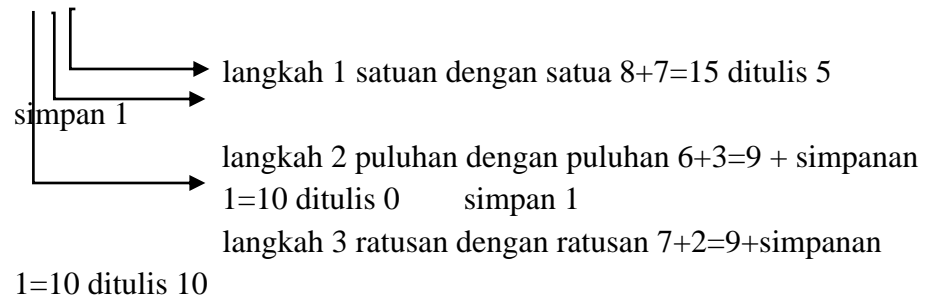 langkah 1 satuan dengan satua 8+7=15 ditulis 5
simpan 1
langkah 2 puluhan dengan puluhan 6+3=9 + simpanan
1=10 ditulis 0 simpan 1
langkah 3 ratusan dengan ratusan 7+2=9+simpanan
1=10 ditulis 10